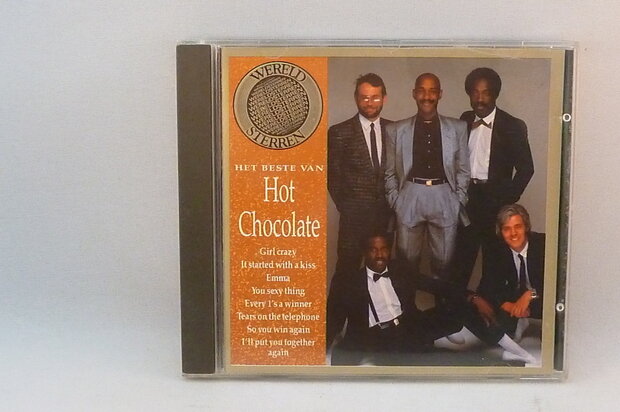 WERELD
STERREN
HET BESTE VAN
Hot
Chocolate
Girl crazy
It started with a kiss
Emma
You sexy thing
Every 1's a winner
Tears on the telephone
So you win again
I'll put you together
again